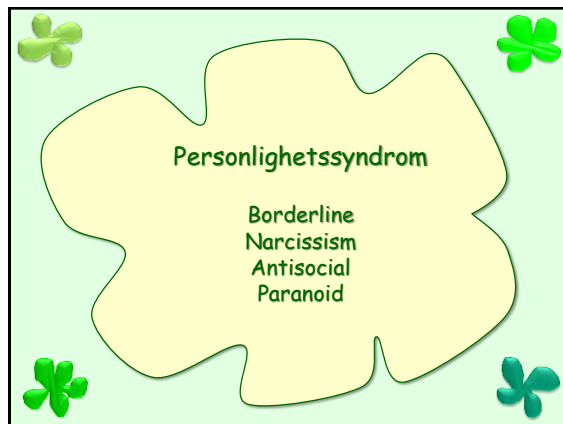 Personlighetssyndrom
Borderline
Narcissism
Antisocial
Paranoid